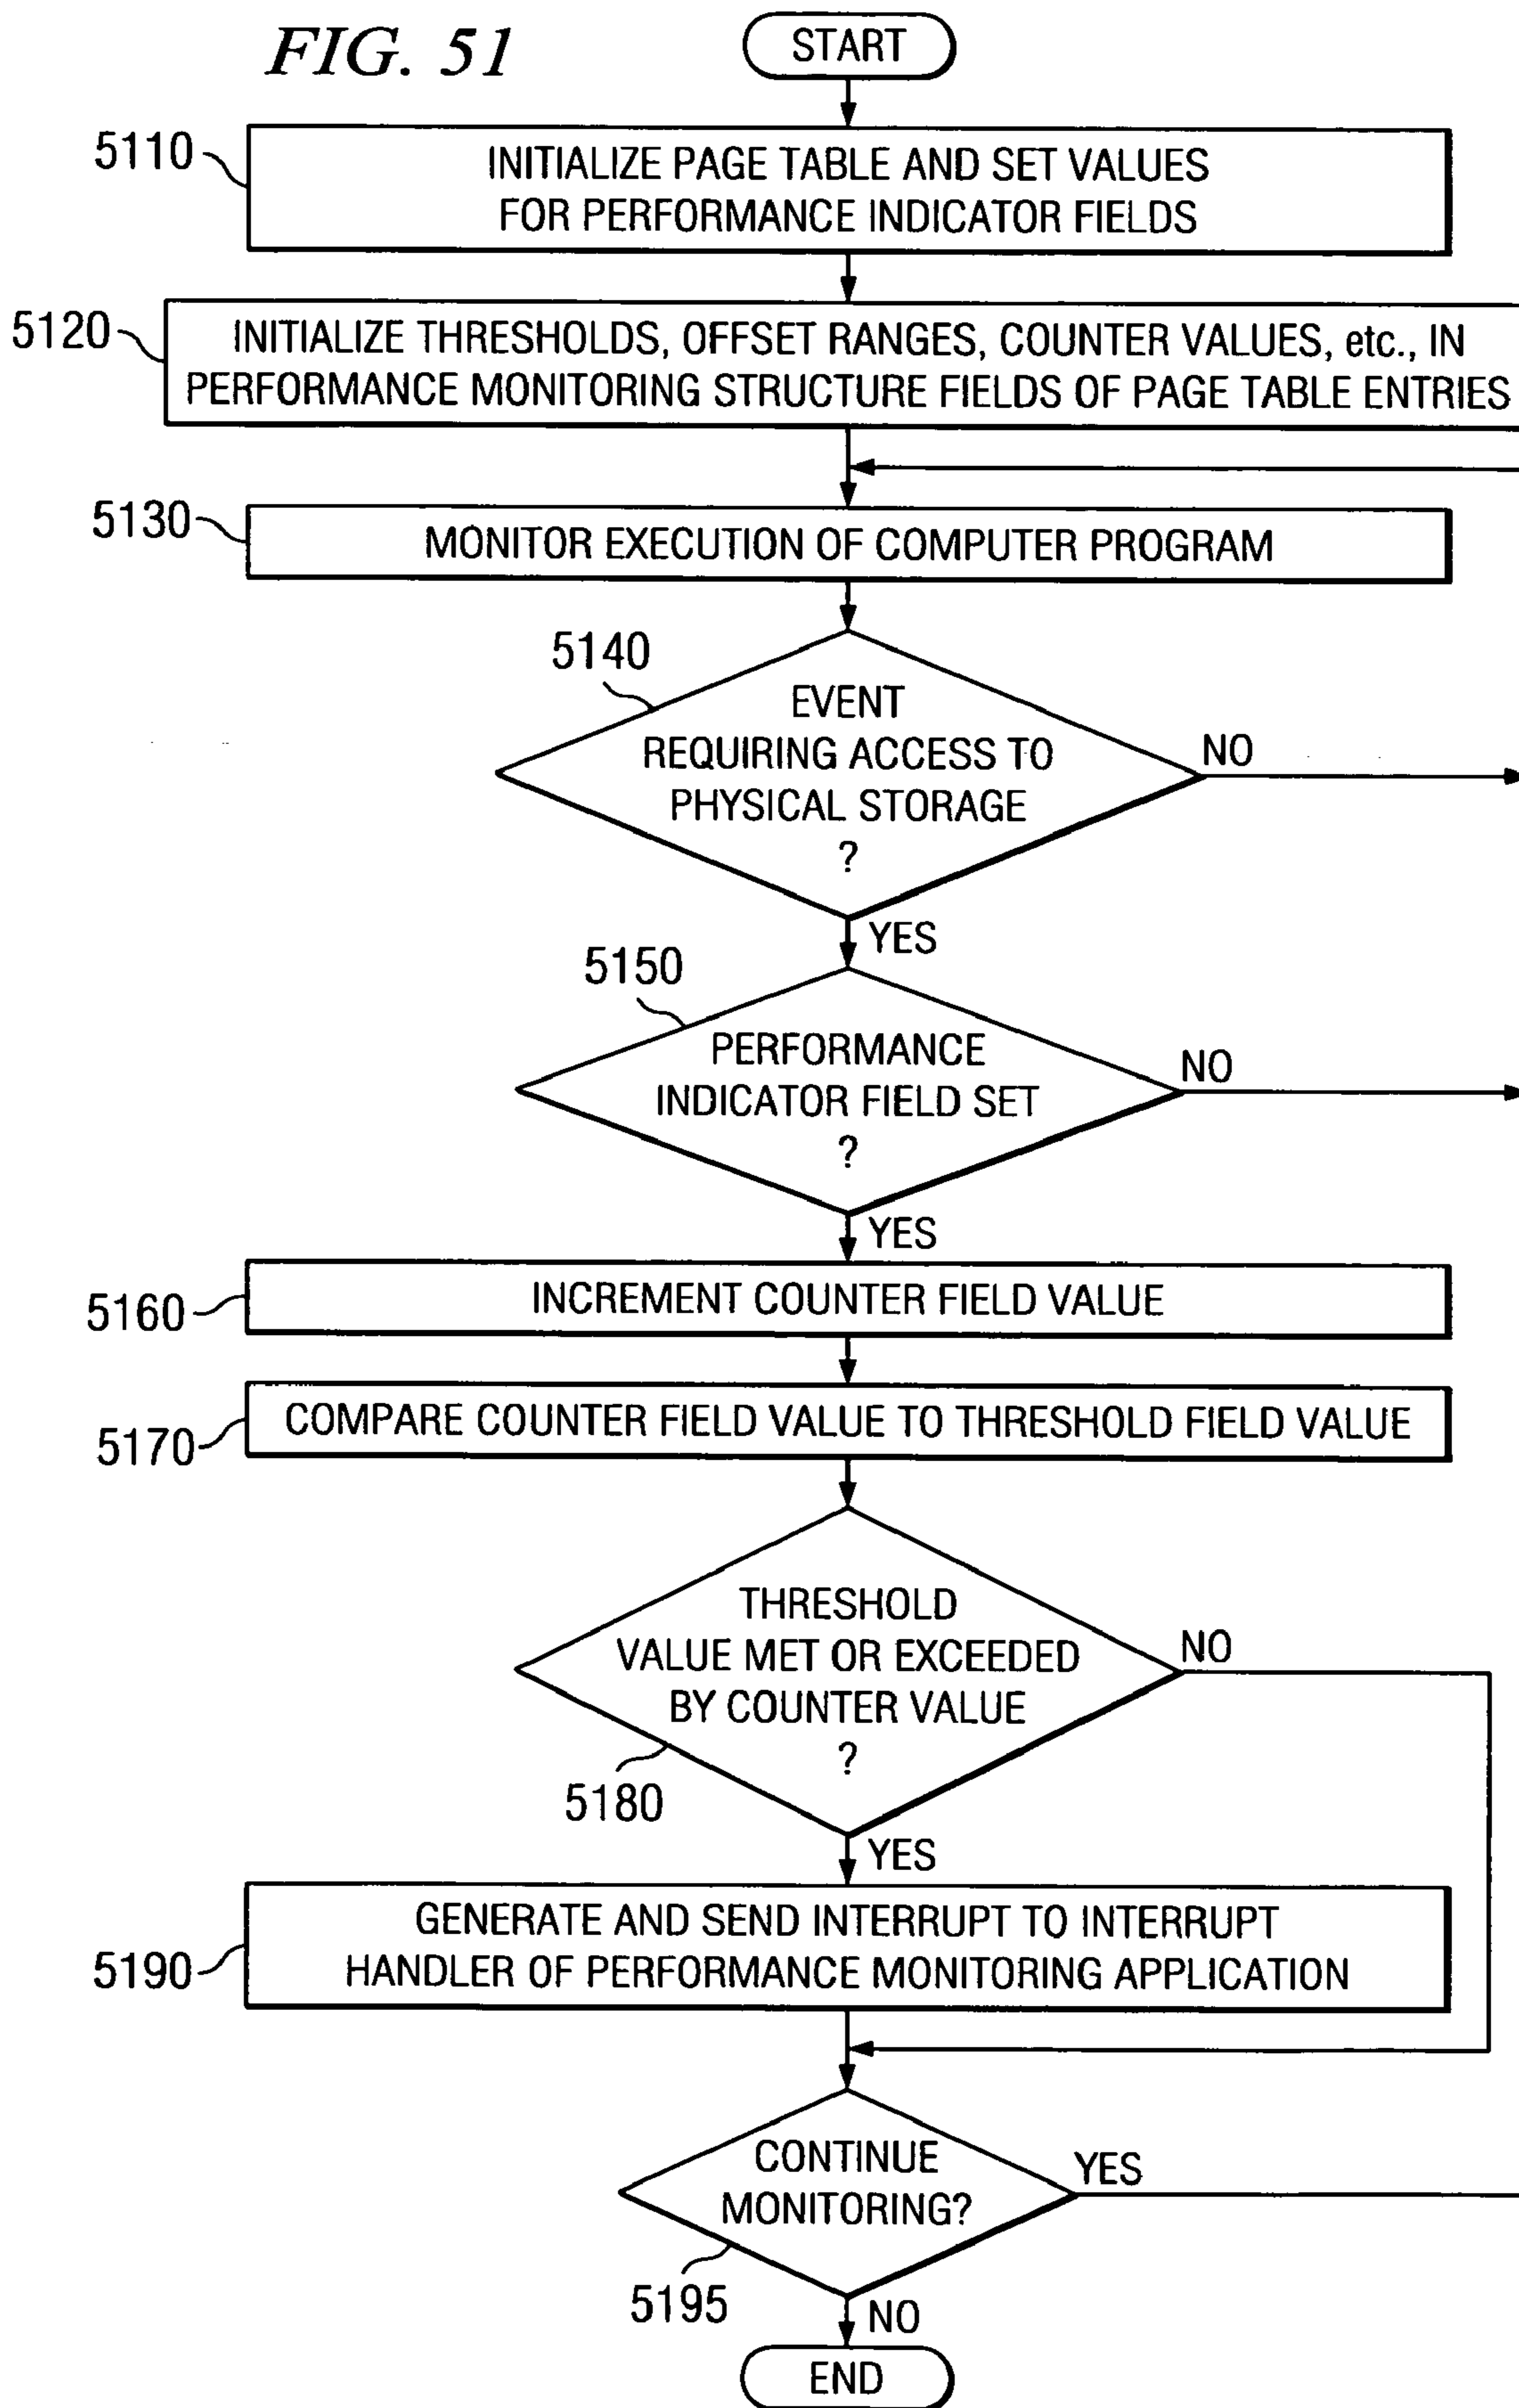 FIG. 51
START
5110
INITIALIZE PAGE TABLE AND SET VALUES
FOR PERFORMANCE INDICATOR FIELDS
5120
INITIALIZE THRESHOLDS, OFFSET RANGES, COUNTER VALUES, etc., IN
PERFORMANCE MONITORING STRUCTURE FIELDS OF PAGE TABLE ENTRIES
5130
MONITOR EXECUTION OF COMPUTER PROGRAM
5140
EVENT
REQUIRING ACCESS TO
PHYSICAL STORAGE
?
NO
YES
5150
PERFORMANCE
INDICATOR FIELD SET
?
NO
YES
5160
INCREMENT COUNTER FIELD VALUE
5170
COMPARE COUNTER FIELD VALUE TO THRESHOLD FIELD VALUE
THRESHOLD
VALUE MET OR EXCEEDED
BY COUNTER VALUE
?
NO
5180
YES
5190
GENERATE AND SEND INTERRUPT TO INTERRUPT
HANDLER OF PERFORMANCE MONITORING APPLICATION
CONTINUE
MONITORING?
YES
5195
NO
END